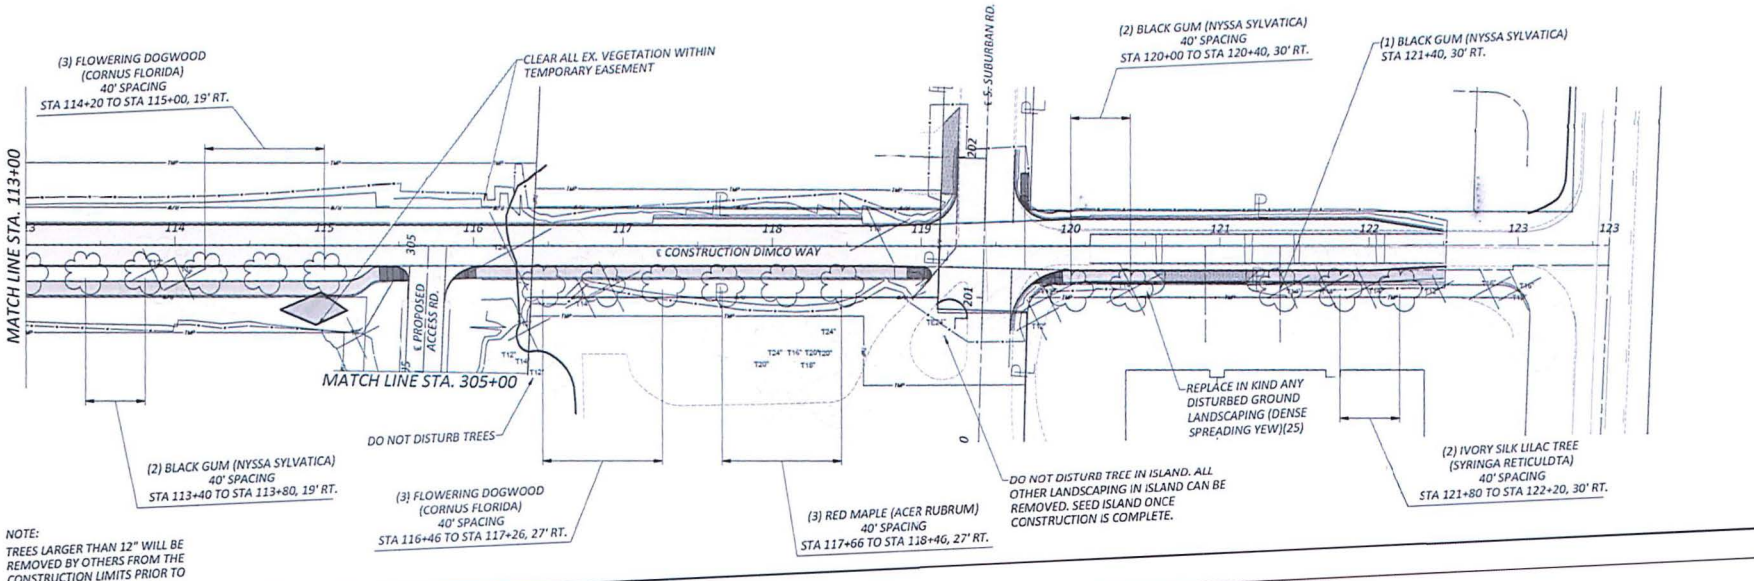 (3) FLOWERING DOGWOOD
(CORNUS FLORIDA)
40' SPACING
STA 114+20 TO STA 115+00, 19' RT.
CLEAR ALL EX. VEGETATION WITHIN
TEMPORARY EASEMENT
℄ S. SUBURBAN RD.
(2) BLACK GUM (NYSSA SYLVATICA)
40' SPACING
STA 120+00 TO STA 120+40, 30' RT.
(1) BLACK GUM (NYSSA SYLVATICA)
STA 121+40, 30' RT.
MATCH LINE STA. 113+00
202
114 115 116 117 118 119 120 121 122 123 123
305
℄ CONSTRUCTION DIMCO WAY
℄ PROPOSED
ACCESS RD.
201
T24"
T24" T16" T20" T20"
T20" T18"
T12"
T14"
T12"
MATCH LINE STA. 305+00
DO NOT DISTURB TREES
REPLACE IN KIND ANY
DISTURBED GROUND
LANDSCAPING (DENSE
SPREADING YEW)(25)
0
(2) BLACK GUM (NYSSA SYLVATICA)
40' SPACING
STA 113+40 TO STA 113+80, 19' RT.
(3) FLOWERING DOGWOOD
(CORNUS FLORIDA)
40' SPACING
STA 116+46 TO STA 117+26, 27' RT.
(3) RED MAPLE (ACER RUBRUM)
40' SPACING
STA 117+66 TO STA 118+46, 27' RT.
DO NOT DISTURB TREE IN ISLAND. ALL
OTHER LANDSCAPING IN ISLAND CAN BE
REMOVED. SEED ISLAND ONCE
CONSTRUCTION IS COMPLETE.
(2) IVORY SILK LILAC TREE
(SYRINGA RETICULDTA)
40' SPACING
STA 121+80 TO STA 122+20, 30' RT.
NOTE:
TREES LARGER THAN 12" WILL BE
REMOVED BY OTHERS FROM THE
CONSTRUCTION LIMITS PRIOR TO